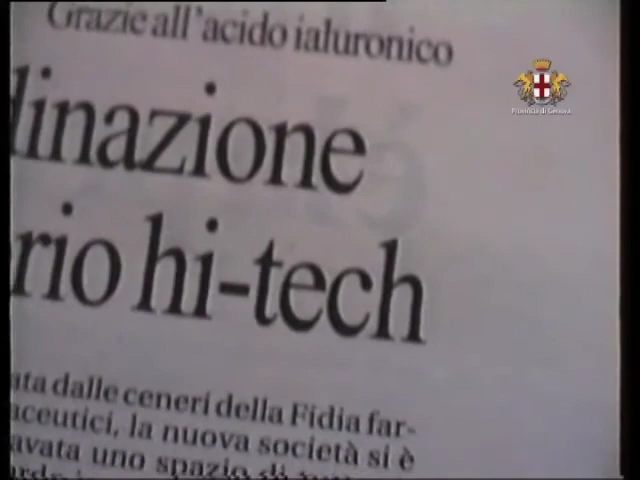 Grazie all'acido ialuronico
Provincia di Genova
dinazione
rio hi-tech
ata dalle ceneri della Fidia far-
aceutici, la nuova società si è
avata uno spazio di